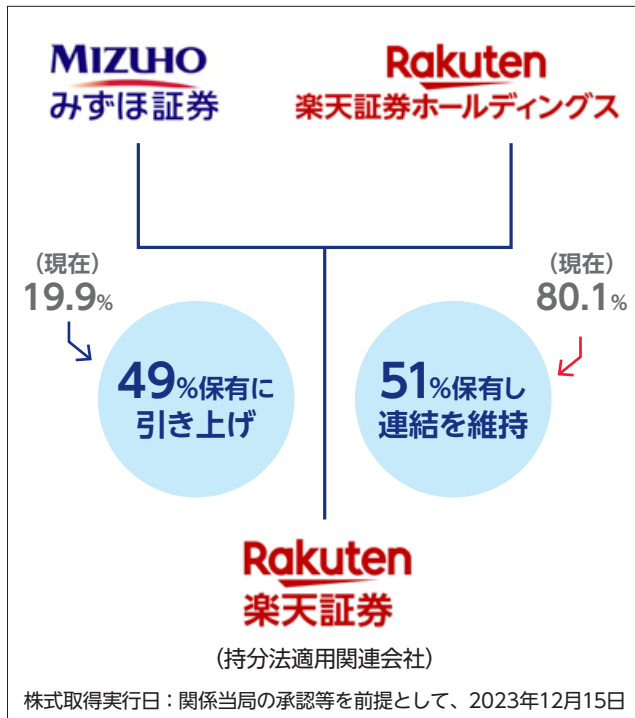 MIZUHO
みずほ証券
Rakuten
楽天証券ホールディングス
（現在）
19.9%
（現在）
80.1%
49%保有に
引き上げ
51%保有し
連結を維持
Rakuten
楽天証券
（持分法適用関連会社）
株式取得実行日：関係当局の承認等を前提として、2023年12月15日